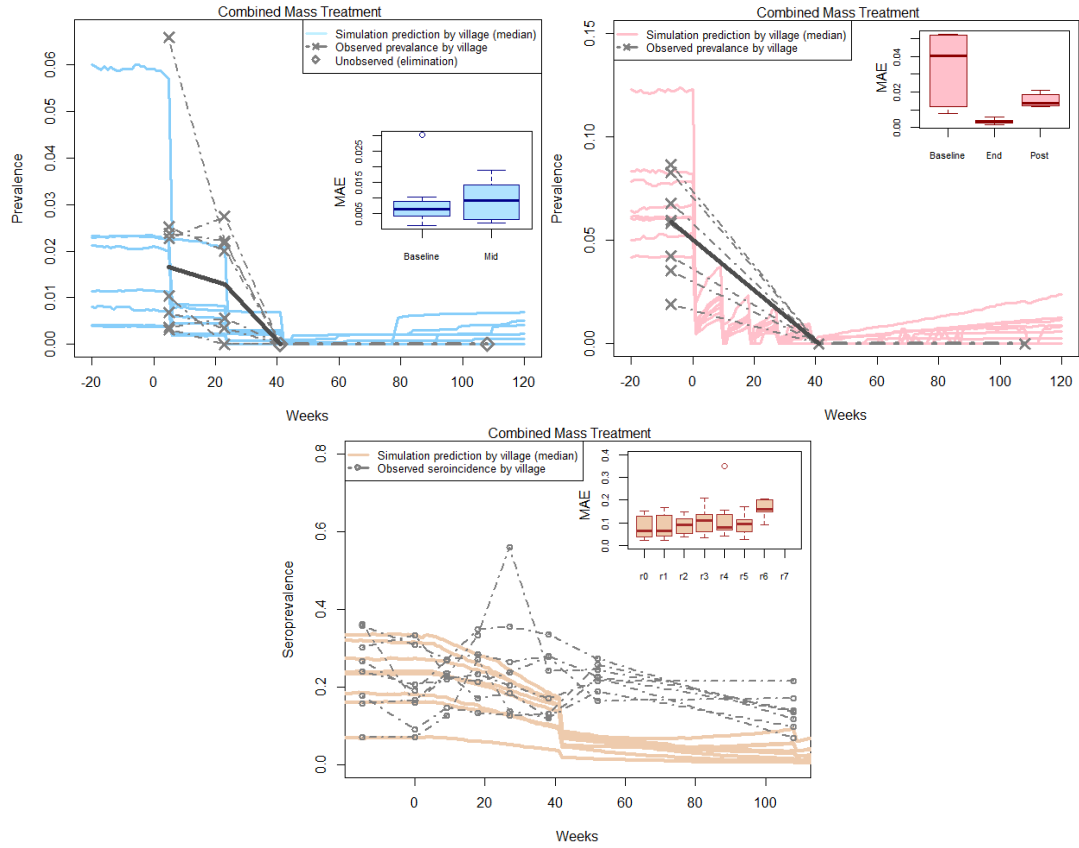 Combined Mass Treatment
Simulation prediction by village (median)
Observed prevalance by village
Unobserved (elimination)
Prevalence
0.00
0.01
0.02
0.03
0.04
0.05
0.06
-20
0
20
40
60
80
100
120
Weeks
MAE
0.005
0.015
0.025
Baseline
Mid
Combined Mass Treatment
Simulation prediction by village (median)
Observed prevalance by village
Prevalence
0.00
0.05
0.10
0.15
-20
0
20
40
60
80
100
120
Weeks
MAE
0.00
0.02
0.04
Baseline
End
Post
Combined Mass Treatment
Simulation prediction by village (median)
Observed seroincidence by village
Seroprevalence
0.0
0.2
0.4
0.6
0.8
0
20
40
60
80
100
Weeks
MAE
0.0
0.1
0.2
0.3
0.4
r0
r1
r2
r3
r4
r5
r6
r7